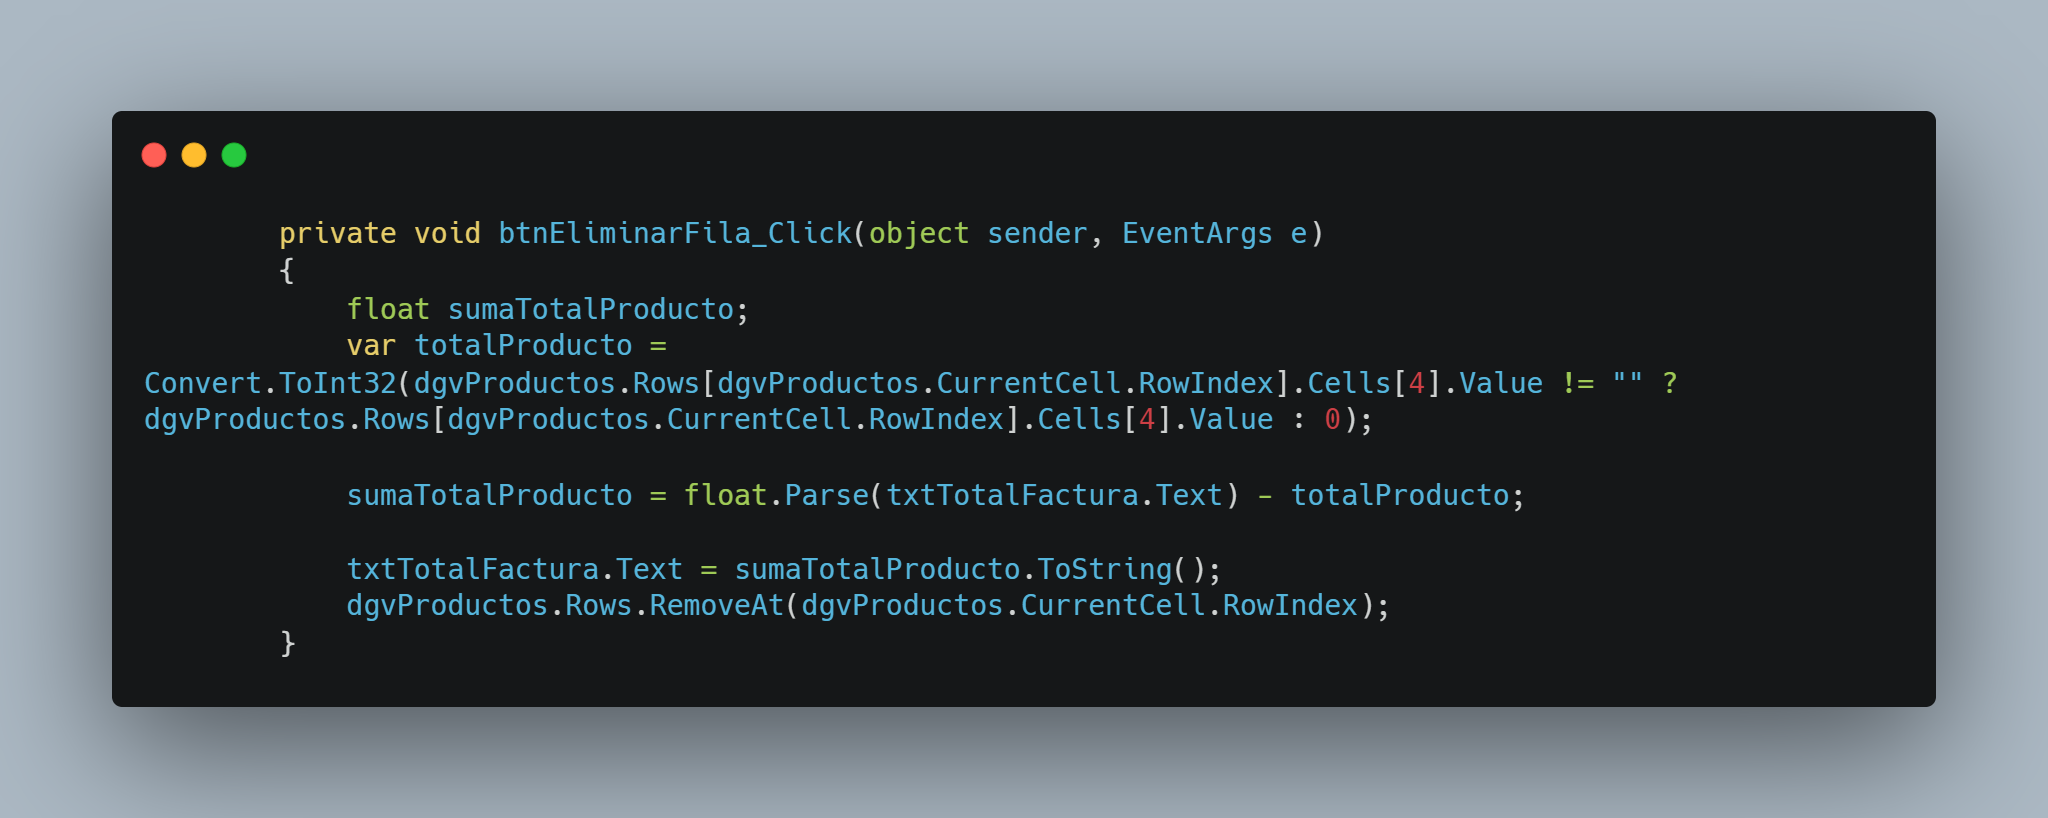 private void btnEliminarFila_Click(object sender, EventArgs e)
{
float sumaTotalProducto;
var totalProducto =
Convert.ToInt32(dgvProductos.Rows[dgvProductos.CurrentCell.RowIndex].Cells[4].Value != "" ?
dgvProductos.Rows[dgvProductos.CurrentCell.RowIndex].Cells[4].Value : 0);
sumaTotalProducto = float.Parse(txtTotalFactura.Text) - totalProducto;
txtTotalFactura.Text = sumaTotalProducto.ToString();
dgvProductos.Rows.RemoveAt(dgvProductos.CurrentCell.RowIndex);
}